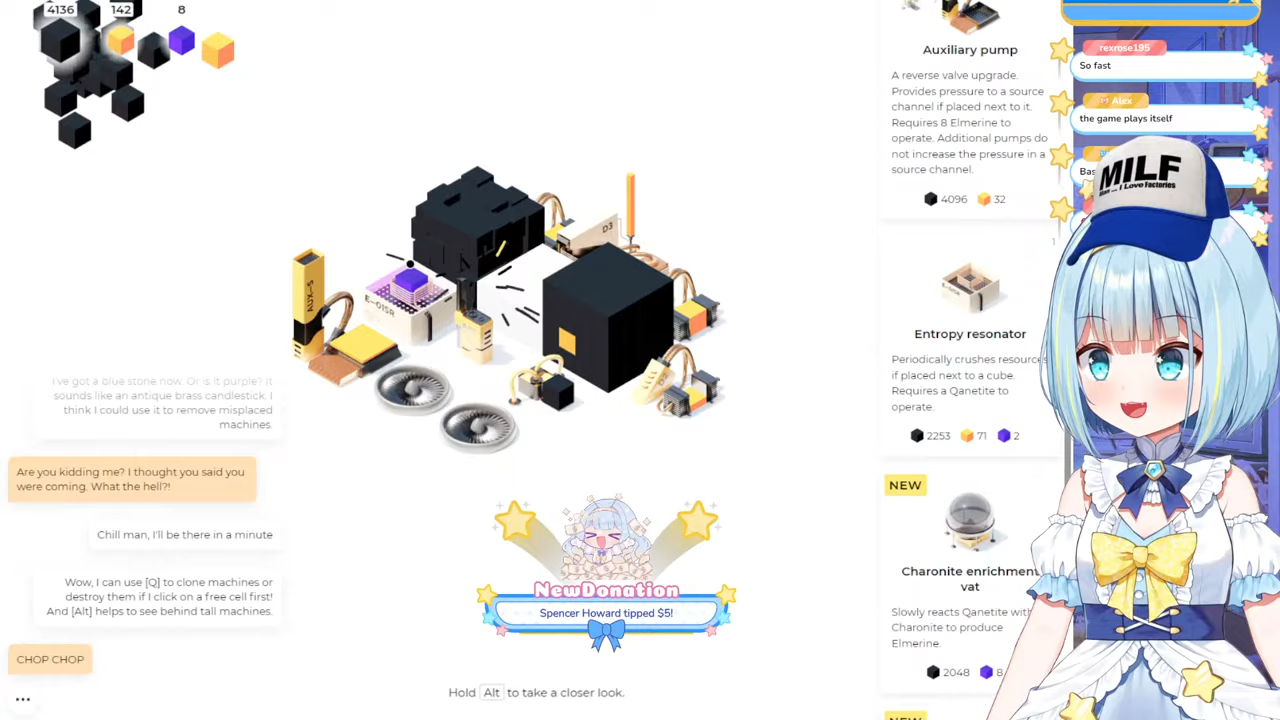 4136
142
8
I've got a blue stone now. Or is it purple? It
sounds like an antique brass candlestick. I
think I could use it to remove misplaced
machines.
Are you kidding me? I thought you said you
were coming. What the hell?!
Chill man, I'll be there in a minute
Wow, I can use [Q] to clone machines or
destroy them if I click on a free cell first!
And [Alt] helps to see behind tall machines.
CHOP CHOP
...
AUX-S
E-01SR
D3
NewDonation
Spencer Howard tipped $5!
Hold Alt to take a closer look.
Auxiliary pump
A reverse valve upgrade.
Provides pressure to a source
channel if placed next to it.
Requires 8 Elmerine to
operate. Additional pumps do
not increase the pressure in a
source channel.
4096 32
1
Entropy resonator
Periodically crushes resources
if placed next to a cube.
Requires a Qanetite to
operate.
2253 71 2
NEW
Charonite enrichment
vat
Slowly reacts Qanetite with
Charonite to produce
Elmerine.
2048 8
NEW
rexrose195
So fast
Alex
the game plays itself
Bas
MILF
I Love Factories